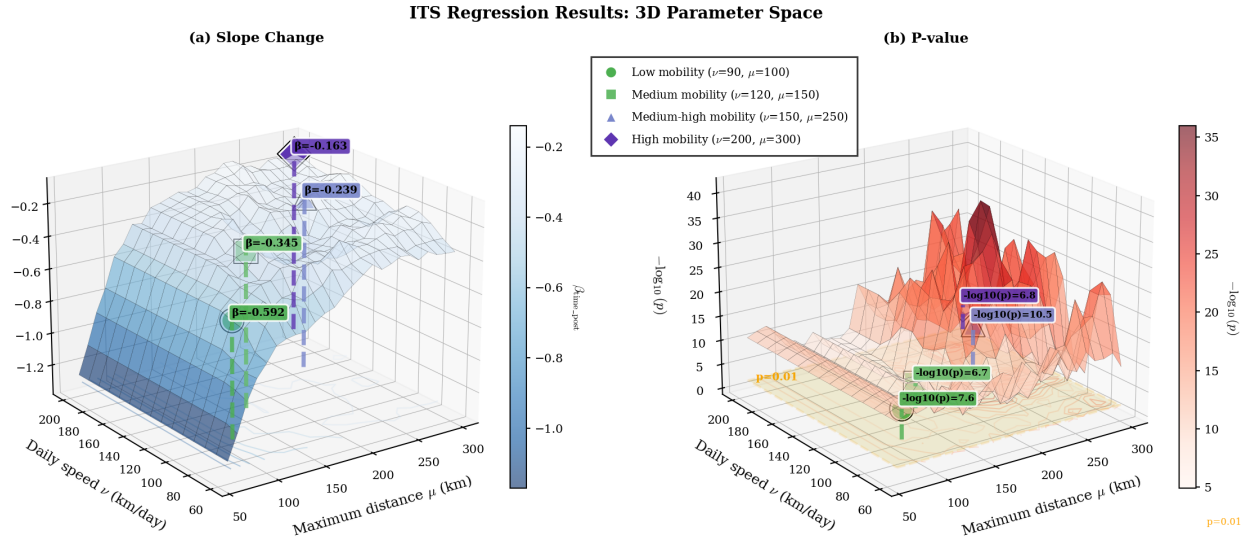 ITS Regression Results: 3D Parameter Space
(a) Slope Change
(b) P-value
Low mobility (ν=90, μ=100)
Medium mobility (ν=120, μ=150)
Medium-high mobility (ν=150, μ=250)
High mobility (ν=200, μ=300)
β=-0.163
β=-0.239
β=-0.345
β=-0.592
−0.2
−0.4
−0.6
−0.8
−1.0
−1.2
200
180
160
140
120
100
80
60
Daily speed ν (km/day)
50
100
150
200
250
300
Maximum distance μ (km)
−0.2
−0.4
−0.6
−0.8
−1.0
β_time_post
−log₁₀(p)
40
35
30
25
20
15
10
5
0
-log10(p)=6.8
-log10(p)=10.5
-log10(p)=6.7
-log10(p)=7.6
p=0.01
200
180
160
140
120
100
80
60
Daily speed ν (km/day)
50
100
150
200
250
300
Maximum distance μ (km)
35
30
25
20
15
10
5
−log₁₀(p)
p=0.01